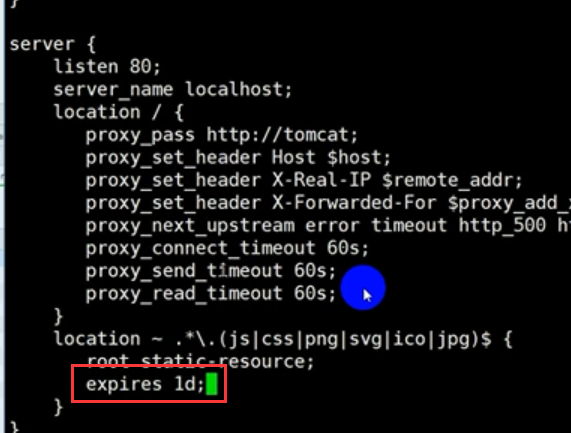 }
server {
listen 80;
server_name localhost;
location / {
proxy_pass http://tomcat;
proxy_set_header Host $host;
proxy_set_header X-Real-IP $remote_addr;
proxy_set_header X-Forwarded-For $proxy_add_
proxy_next_upstream error timeout http_500
proxy_connect_timeout 60s;
proxy_send_timeout 60s;
proxy_read_timeout 60s;
}
location ~ .*\.(js|css|png|svg|ico|jpg)$ {
root static-resource;
expires 1d;
}
}